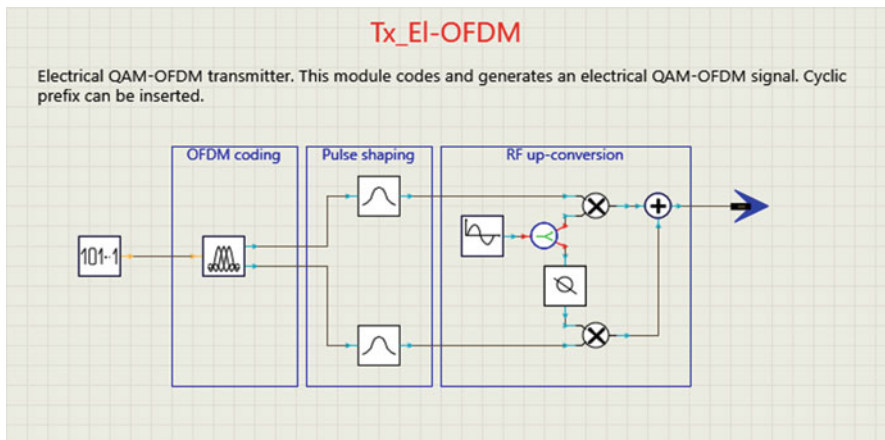 Tx_El-OFDM
Electrical QAM-OFDM transmitter. This module codes and generates an electrical QAM-OFDM signal. Cyclic
prefix can be inserted.
OFDM coding
Pulse shaping
RF up-conversion
101··1